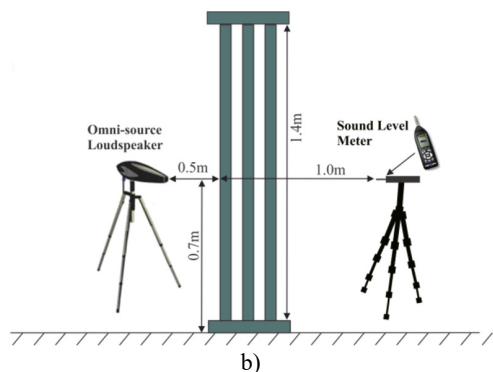 Omni-source
Loudspeaker
Sound Level
Meter
0.5m
1.0m
1.4m
0.7m
b)